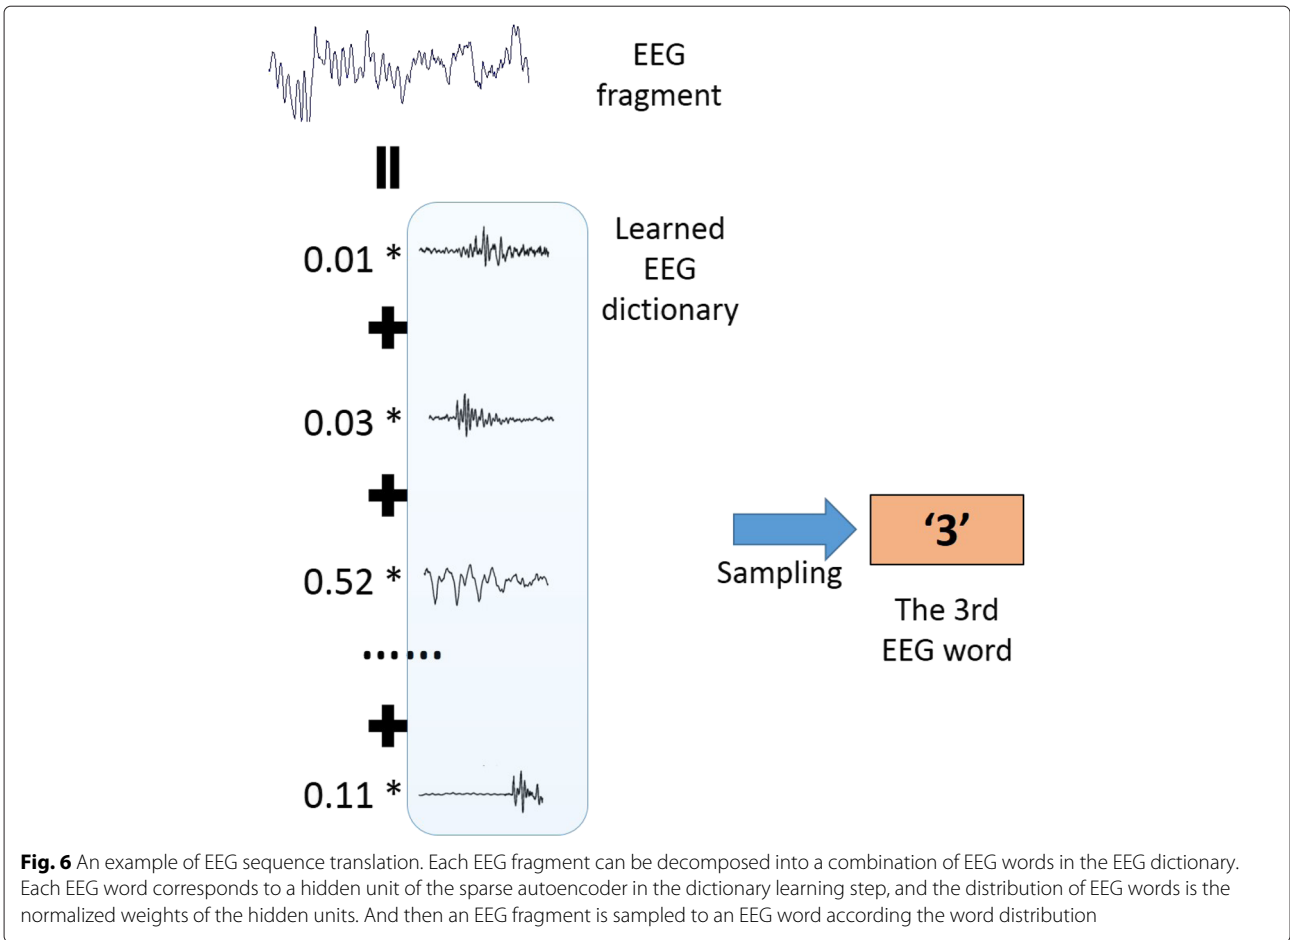 EEG
fragment
=
Learned
EEG
dictionary
0.01 *
+
0.03 *
+
0.52 *
......
+
0.11 *
Sampling
‘3’
The 3rd
EEG word
Fig. 6 An example of EEG sequence translation. Each EEG fragment can be decomposed into a combination of EEG words in the EEG dictionary.
Each EEG word corresponds to a hidden unit of the sparse autoencoder in the dictionary learning step, and the distribution of EEG words is the
normalized weights of the hidden units. And then an EEG fragment is sampled to an EEG word according the word distribution